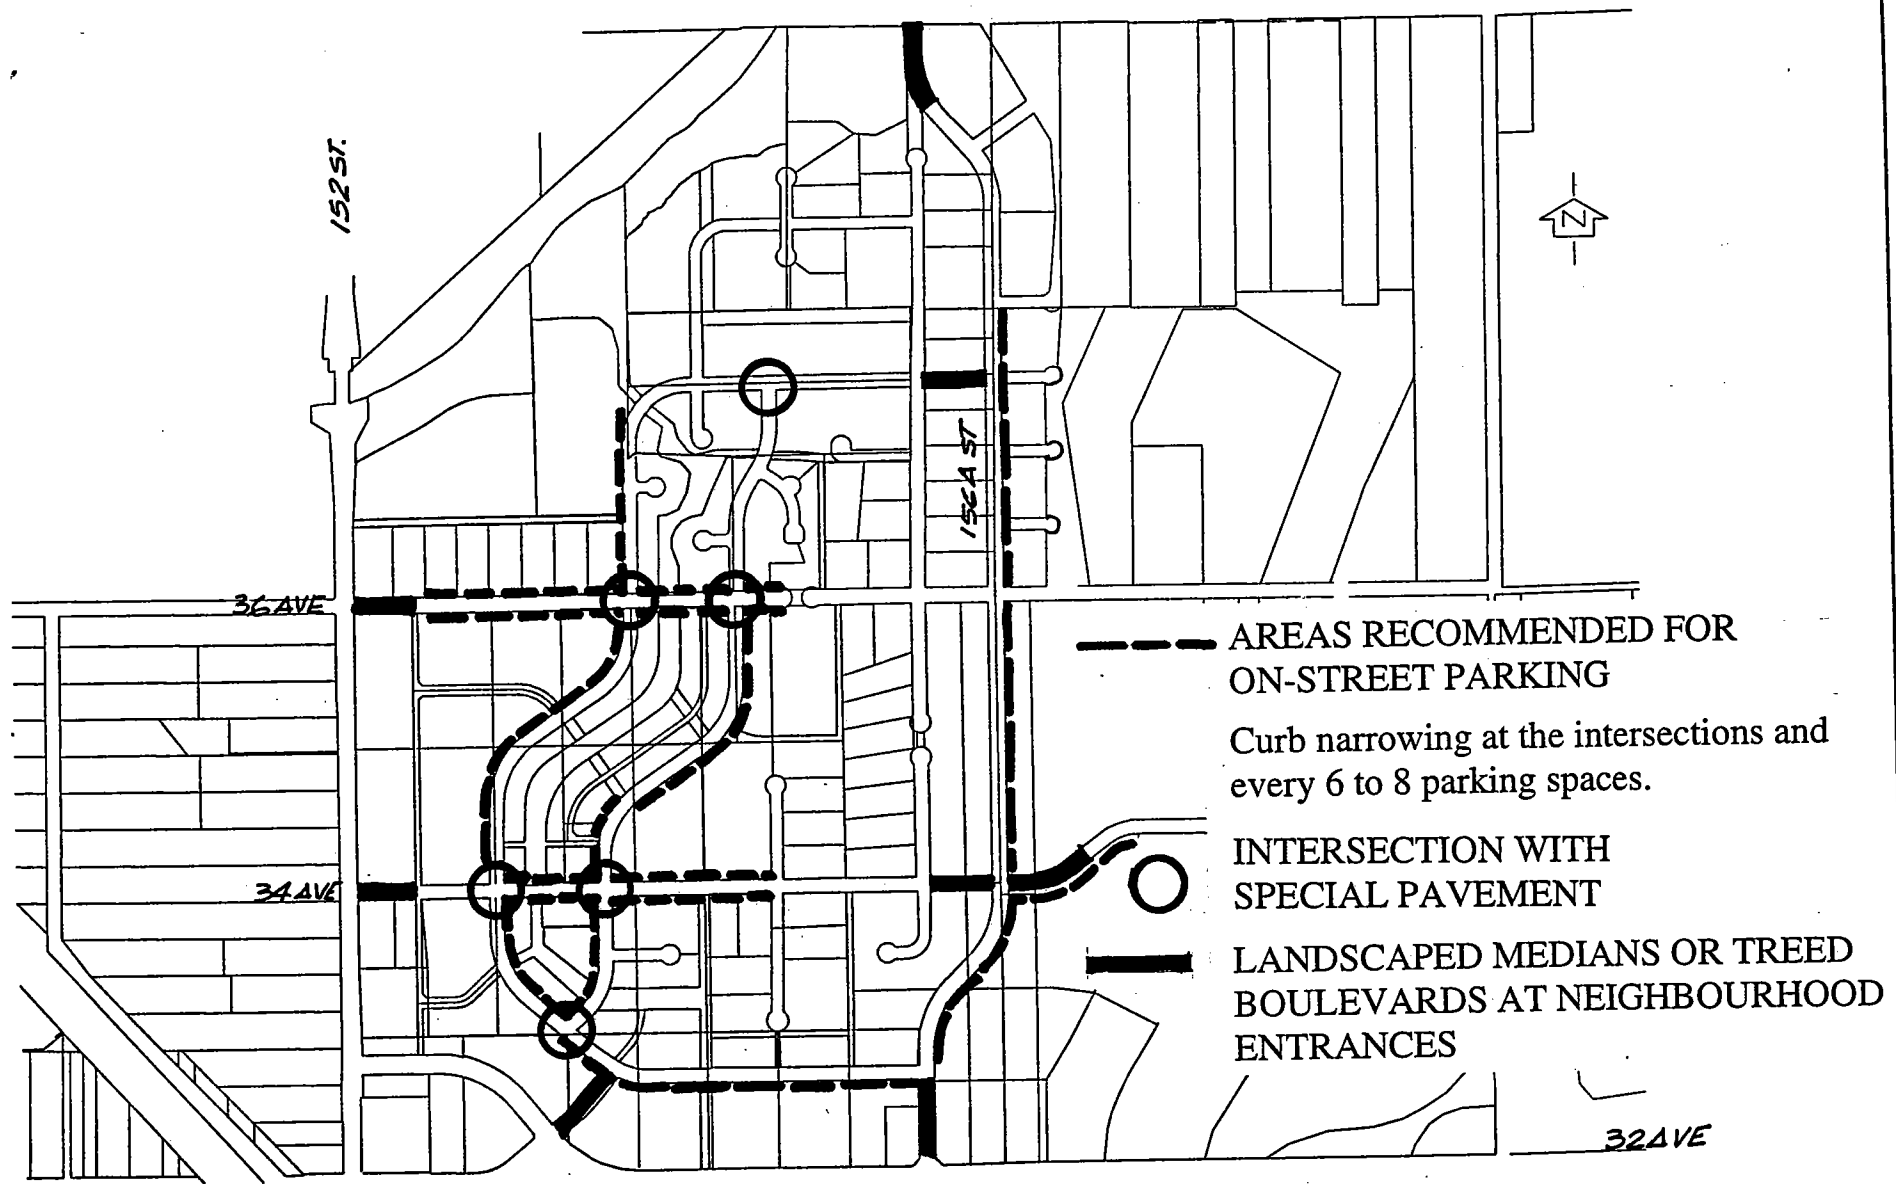 152 ST.
N
156A ST
36 AVE
AREAS RECOMMENDED FOR
ON-STREET PARKING
Curb narrowing at the intersections and
every 6 to 8 parking spaces.
34 AVE
INTERSECTION WITH
SPECIAL PAVEMENT
LANDSCAPED MEDIANS OR TREED
BOULEVARDS AT NEIGHBOURHOOD
ENTRANCES
32 AVE